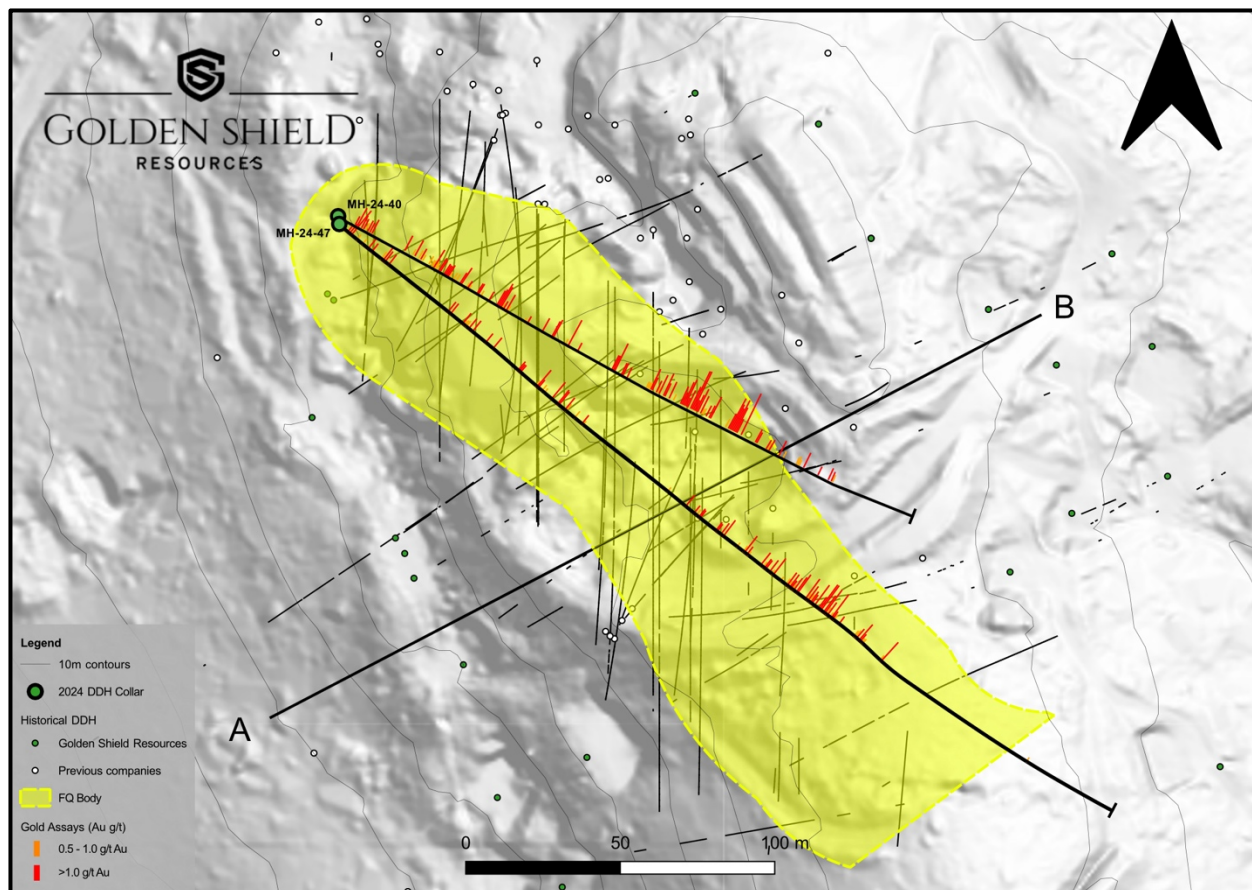 GOLDEN SHIELD
RESOURCES
MH-24-40
MH-24-47
B
A
Legend
10m contours
2024 DDH Collar
Historical DDH
Golden Shield Resources
Previous companies
FQ Body
Gold Assays (Au g/t)
0.5 - 1.0 g/t Au
>1.0 g/t Au
0 50 100 m